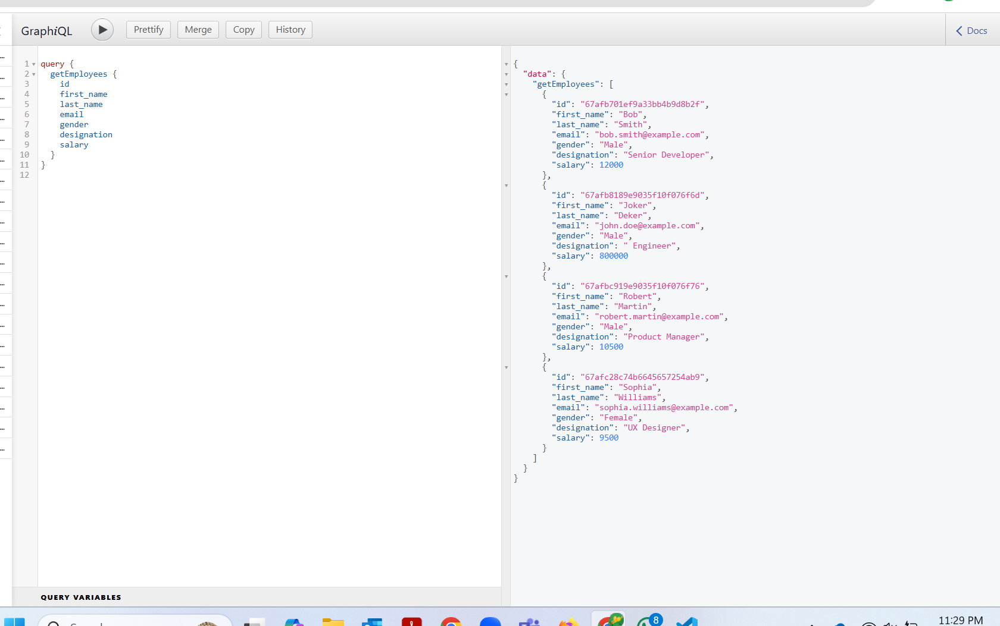 GraphiQL
Prettify
Merge
Copy
History
Docs
1 query {
2   getEmployees {
3     id
4     first_name
5     last_name
6     email
7     gender
8     designation
9     salary
10   }
11 }
12
{
  "data": {
    "getEmployees": [
      {
        "id": "67afb701ef9a33bb4b9d8b2f",
        "first_name": "Bob",
        "last_name": "Smith",
        "email": "bob.smith@example.com",
        "gender": "Male",
        "designation": "Senior Developer",
        "salary": 12000
      },
      {
        "id": "67afb8189e9035f10f076f6d",
        "first_name": "Joker",
        "last_name": "Deker",
        "email": "john.doe@example.com",
        "gender": "Male",
        "designation": " Engineer",
        "salary": 800000
      },
      {
        "id": "67afbc919e9035f10f076f76",
        "first_name": "Robert",
        "last_name": "Martin",
        "email": "robert.martin@example.com",
        "gender": "Male",
        "designation": "Product Manager",
        "salary": 10500
      },
      {
        "id": "67afc28c74b6645657254ab9",
        "first_name": "Sophia",
        "last_name": "Williams",
        "email": "sophia.williams@example.com",
        "gender": "Female",
        "designation": "UX Designer",
        "salary": 9500
      }
    ]
  }
}
QUERY VARIABLES
8
11:29 PM